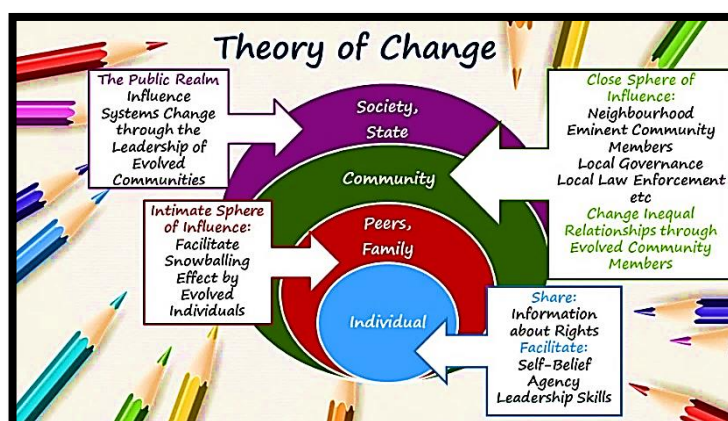 Theory of Change
The Public Realm
Influence
Systems Change
through the
Leadership of
Evolved
Communities
Society,
State
Close Sphere of
Influence:
Neighbourhood
Eminent Community
Members
Local Governance
Local Law Enforcement
etc
Change Inequal
Relationships through
Evolved Community
Members
Community
Intimate Sphere
of Influence:
Facilitate
Snowballing
Effect by
Evolved
Individuals
Peers,
Family
Individual
Share:
Information
about Rights
Facilitate:
Self-Belief
Agency
Leadership Skills